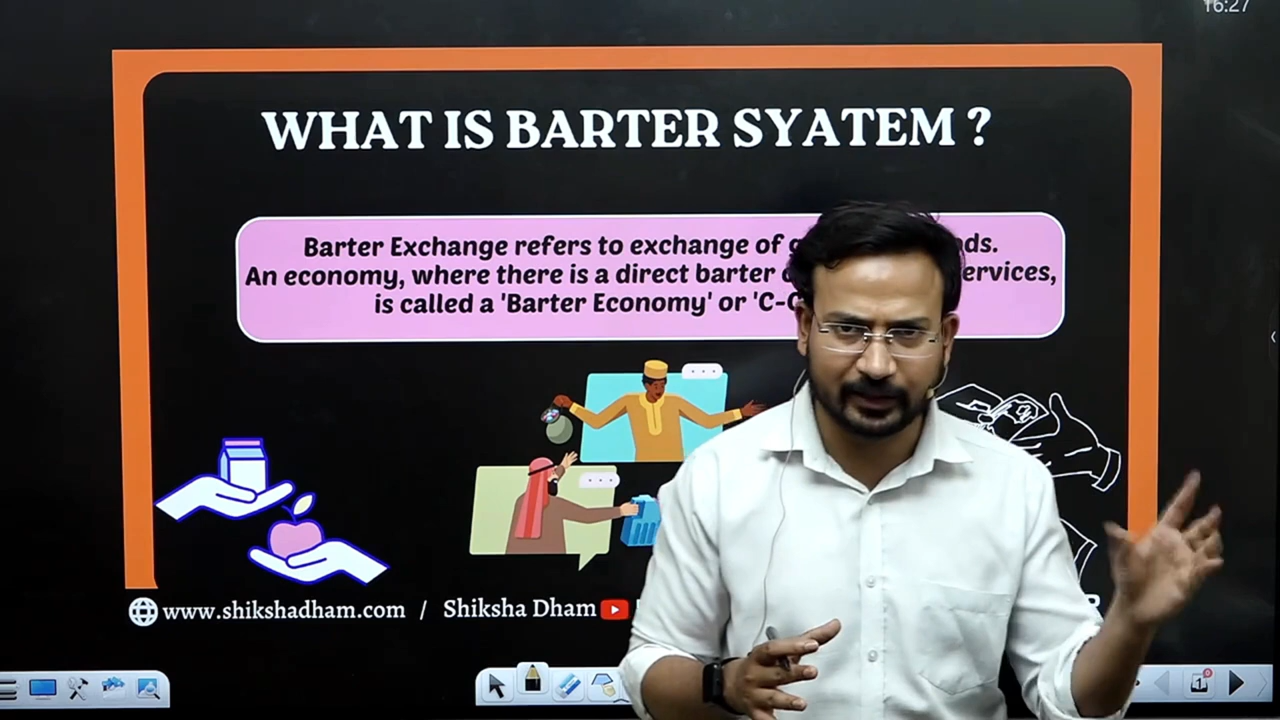 16:27
WHAT IS BARTER SYATEM ?
Barter Exchange refers to exchange of
An economy, where there is a direct barter
is called a 'Barter Economy' or
www.shikshadham.com / Shiksha Dham
1